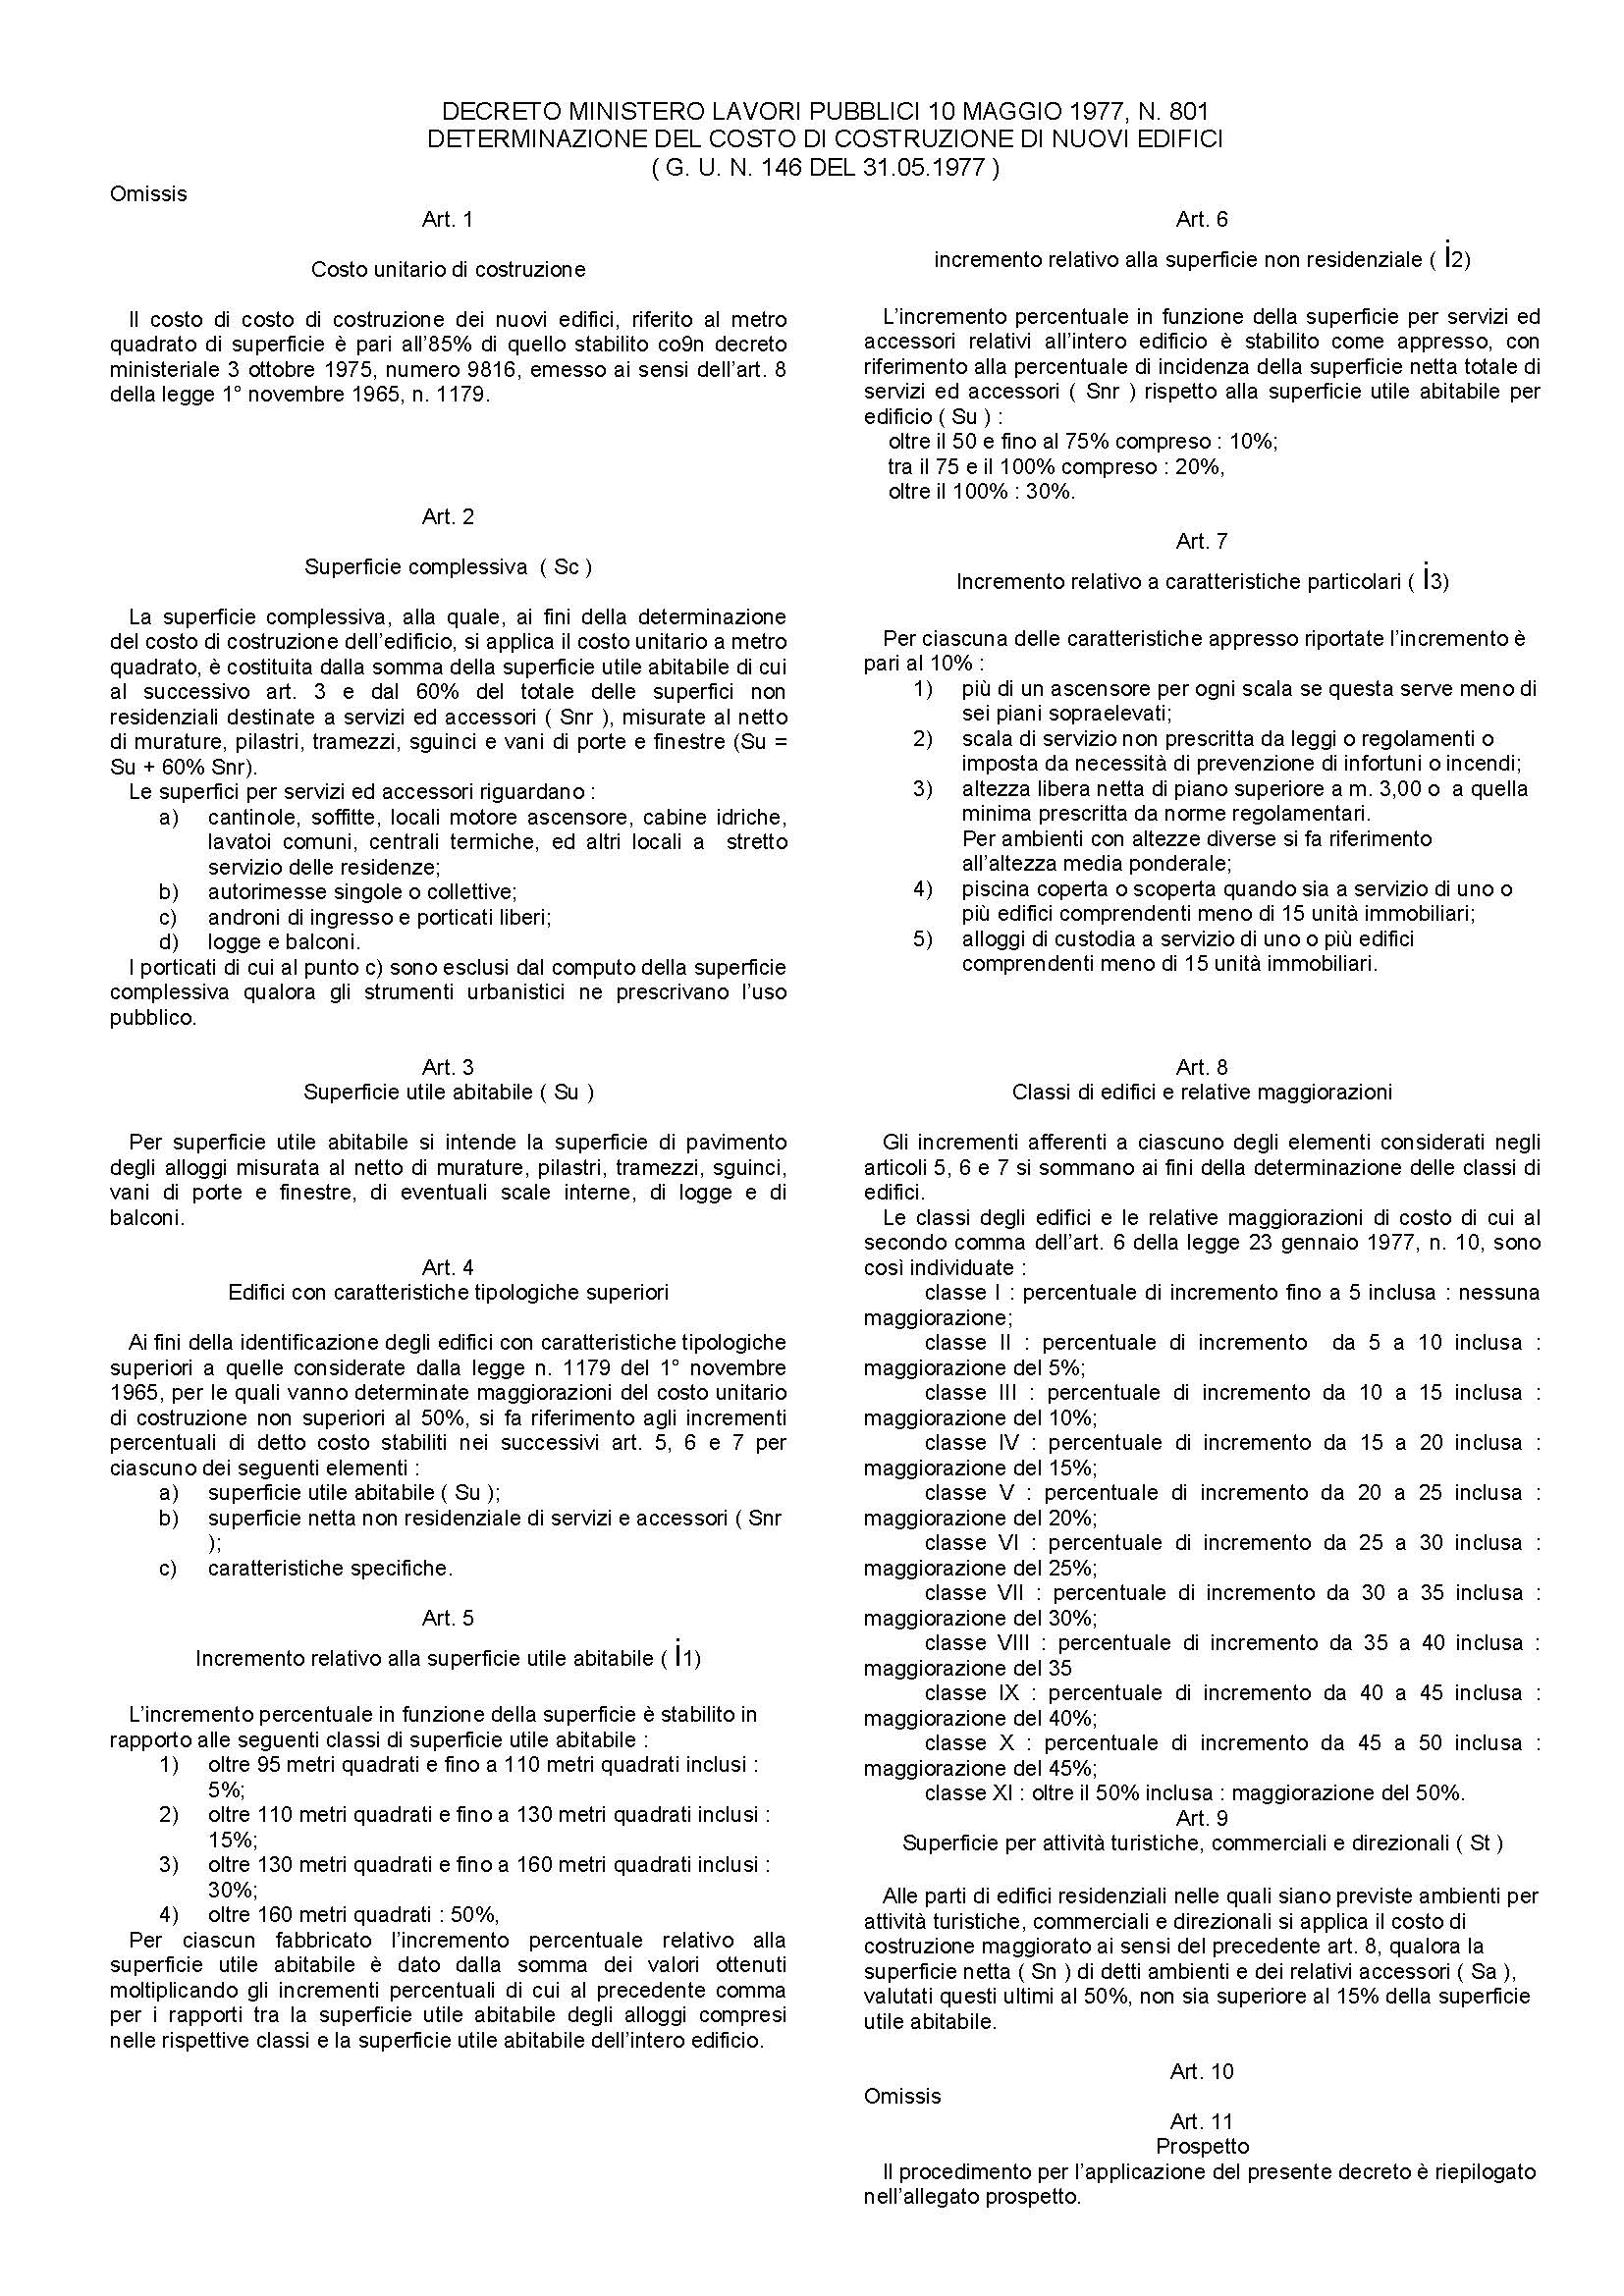 DECRETO MINISTERO LAVORI PUBBLICI 10 MAGGIO 1977, N. 801
DETERMINAZIONE DEL COSTO DI COSTRUZIONE DI NUOVI EDIFICI
( G. U. N. 146 DEL 31.05.1977 )
Omissis
Art. 1
Costo unitario di costruzione
Il costo di costo di costruzione dei nuovi edifici, riferito al metro
quadrato di superficie è pari all'85% di quello stabilito co9n decreto
ministeriale 3 ottobre 1975, numero 9816, emesso ai sensi dell'art. 8
della legge 1° novembre 1965, n. 1179.
Art. 2
Superficie complessiva ( Sc )
La superficie complessiva, alla quale, ai fini della determinazione
del costo di costruzione dell'edificio, si applica il costo unitario a metro
quadrato, è costituita dalla somma della superficie utile abitabile di cui
al successivo art. 3 e dal 60% del totale delle superfici non
residenziali destinate a servizi ed accessori ( Snr ), misurate al netto
di murature, pilastri, tramezzi, sguinci e vani di porte e finestre (Su =
Su + 60% Snr).
Le superfici per servizi ed accessori riguardano :
a) cantinole, soffitte, locali motore ascensore, cabine idriche,
lavatoi comuni, centrali termiche, ed altri locali a stretto
servizio delle residenze;
b) autorimesse singole o collettive;
c) androni di ingresso e porticati liberi;
d) logge e balconi.
I porticati di cui al punto c) sono esclusi dal computo della superficie
complessiva qualora gli strumenti urbanistici ne prescrivano l'uso
pubblico.
Art. 3
Superficie utile abitabile ( Su )
Per superficie utile abitabile si intende la superficie di pavimento
degli alloggi misurata al netto di murature, pilastri, tramezzi, sguinci,
vani di porte e finestre, di eventuali scale interne, di logge e di
balconi.
Art. 4
Edifici con caratteristiche tipologiche superiori
Ai fini della identificazione degli edifici con caratteristiche tipologiche
superiori a quelle considerate dalla legge n. 1179 del 1° novembre
1965, per le quali vanno determinate maggiorazioni del costo unitario
di costruzione non superiori al 50%, si fa riferimento agli incrementi
percentuali di detto costo stabiliti nei successivi art. 5, 6 e 7 per
ciascuno dei seguenti elementi :
a) superficie utile abitabile ( Su );
b) superficie netta non residenziale di servizi e accessori ( Snr
);
c) caratteristiche specifiche.
Art. 5
Incremento relativo alla superficie utile abitabile ( i1)
L'incremento percentuale in funzione della superficie è stabilito in
rapporto alle seguenti classi di superficie utile abitabile :
1) oltre 95 metri quadrati e fino a 110 metri quadrati inclusi :
5%;
2) oltre 110 metri quadrati e fino a 130 metri quadrati inclusi :
15%;
3) oltre 130 metri quadrati e fino a 160 metri quadrati inclusi :
30%;
4) oltre 160 metri quadrati : 50%,
Per ciascun fabbricato l'incremento percentuale relativo alla
superficie utile abitabile è dato dalla somma dei valori ottenuti
moltiplicando gli incrementi percentuali di cui al precedente comma
per i rapporti tra la superficie utile abitabile degli alloggi compresi
nelle rispettive classi e la superficie utile abitabile dell'intero edificio.
Art. 6
incremento relativo alla superficie non residenziale ( i2)
L'incremento percentuale in funzione della superficie per servizi ed
accessori relativi all'intero edificio è stabilito come appresso, con
riferimento alla percentuale di incidenza della superficie netta totale di
servizi ed accessori ( Snr ) rispetto alla superficie utile abitabile per
edificio ( Su ) :
oltre il 50 e fino al 75% compreso : 10%;
tra il 75 e il 100% compreso : 20%,
oltre il 100% : 30%.
Art. 7
Incremento relativo a caratteristiche particolari ( i3)
Per ciascuna delle caratteristiche appresso riportate l'incremento è
pari al 10% :
1) più di un ascensore per ogni scala se questa serve meno di
sei piani sopraelevati;
2) scala di servizio non prescritta da leggi o regolamenti o
imposta da necessità di prevenzione di infortuni o incendi;
3) altezza libera netta di piano superiore a m. 3,00 o a quella
minima prescritta da norme regolamentari.
Per ambienti con altezze diverse si fa riferimento
all'altezza media ponderale;
4) piscina coperta o scoperta quando sia a servizio di uno o
più edifici comprendenti meno di 15 unità immobiliari;
5) alloggi di custodia a servizio di uno o più edifici
comprendenti meno di 15 unità immobiliari.
Art. 8
Classi di edifici e relative maggiorazioni
Gli incrementi afferenti a ciascuno degli elementi considerati negli
articoli 5, 6 e 7 si sommano ai fini della determinazione delle classi di
edifici.
Le classi degli edifici e le relative maggiorazioni di costo di cui al
secondo comma dell'art. 6 della legge 23 gennaio 1977, n. 10, sono
così individuate :
classe I : percentuale di incremento fino a 5 inclusa : nessuna
maggiorazione;
classe II : percentuale di incremento da 5 a 10 inclusa :
maggiorazione del 5%;
classe III : percentuale di incremento da 10 a 15 inclusa :
maggiorazione del 10%;
classe IV : percentuale di incremento da 15 a 20 inclusa :
maggiorazione del 15%;
classe V : percentuale di incremento da 20 a 25 inclusa :
maggiorazione del 20%;
classe VI : percentuale di incremento da 25 a 30 inclusa :
maggiorazione del 25%;
classe VII : percentuale di incremento da 30 a 35 inclusa :
maggiorazione del 30%;
classe VIII : percentuale di incremento da 35 a 40 inclusa :
maggiorazione del 35
classe IX : percentuale di incremento da 40 a 45 inclusa :
maggiorazione del 40%;
classe X : percentuale di incremento da 45 a 50 inclusa :
maggiorazione del 45%;
classe XI : oltre il 50% inclusa : maggiorazione del 50%.
Art. 9
Superficie per attività turistiche, commerciali e direzionali ( St )
Alle parti di edifici residenziali nelle quali siano previste ambienti per
attività turistiche, commerciali e direzionali si applica il costo di
costruzione maggiorato ai sensi del precedente art. 8, qualora la
superficie netta ( Sn ) di detti ambienti e dei relativi accessori ( Sa ),
valutati questi ultimi al 50%, non sia superiore al 15% della superficie
utile abitabile.
Art. 10
Omissis
Art. 11
Prospetto
Il procedimento per l'applicazione del presente decreto è riepilogato
nell'allegato prospetto.